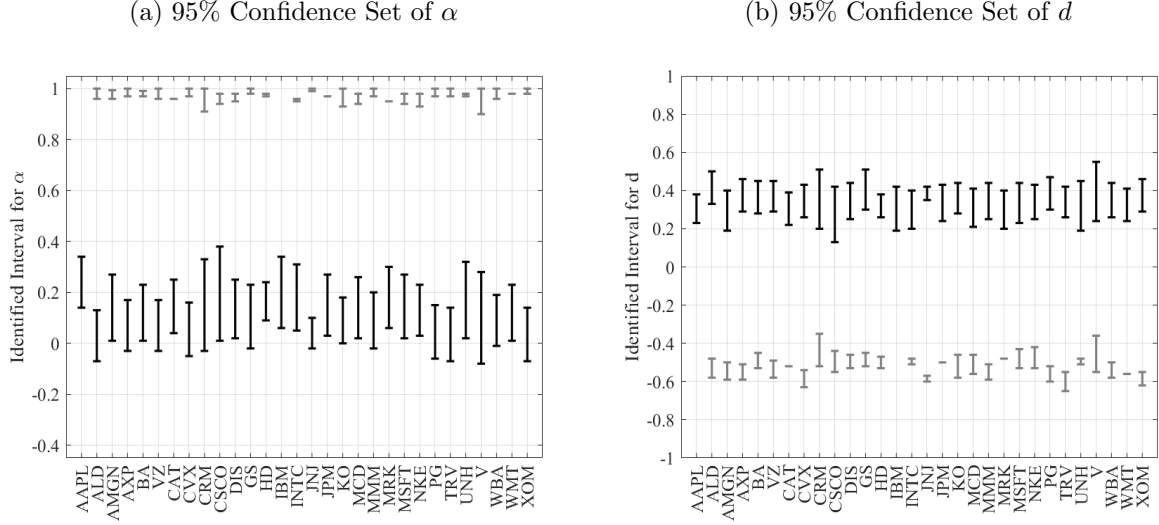 (a) 95% Confidence Set of α
(b) 95% Confidence Set of d
Identified Interval for α
1
0.8
0.6
0.4
0.2
0
-0.2
-0.4
AAPL
ALD
AMGN
AXP
BA
VZ
CAT
CVX
CRM
CSCO
DIS
GS
HD
IBM
INTC
JNJ
JPM
KO
MCD
MMM
MRK
MSFT
NKE
PG
TRV
UNH
V
WBA
WMT
XOM
Identified Interval for d
1
0.8
0.6
0.4
0.2
0
-0.2
-0.4
-0.6
-0.8
-1
AAPL
ALD
AMGN
AXP
BA
VZ
CAT
CVX
CRM
CSCO
DIS
GS
HD
IBM
INTC
JNJ
JPM
KO
MCD
MMM
MRK
MSFT
NKE
PG
TRV
UNH
V
WBA
WMT
XOM